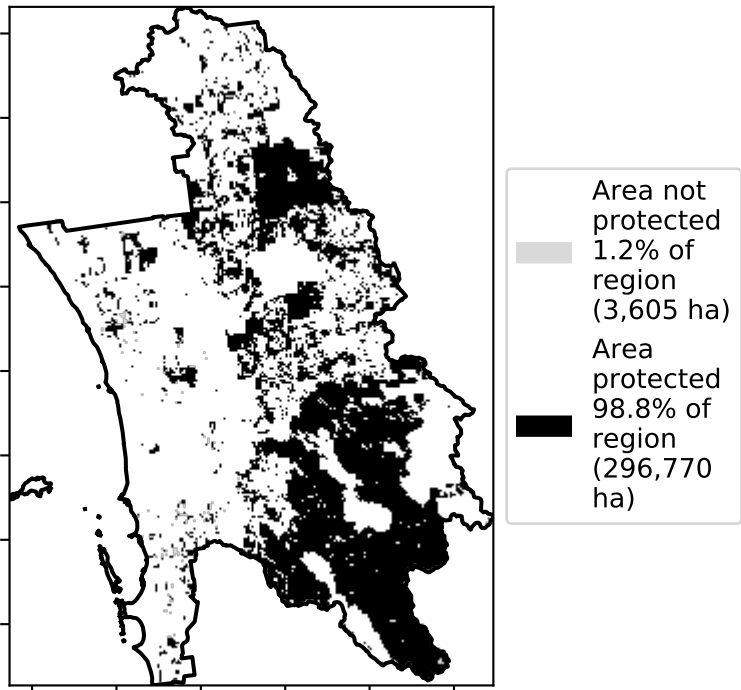 Area not
protected
1.2% of
region
(3,605 ha)
Area
protected
98.8% of
region
(296,770
ha)